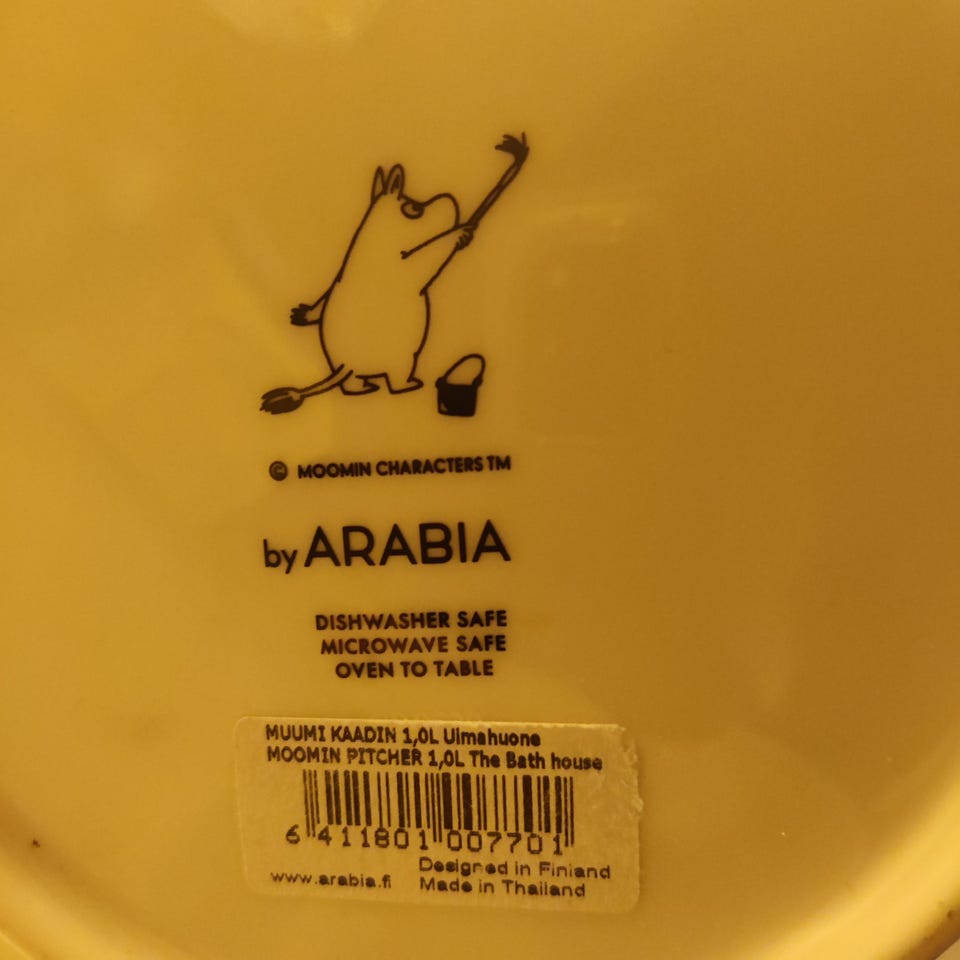 © MOOMIN CHARACTERS TM
by ARABIA
DISHWASHER SAFE
MICROWAVE SAFE
OVEN TO TABLE
MUUMI KAADIN 1,0L Uimahuone
MOOMIN PITCHER 1,0L The Bath house
6 411801 007701
Designed in Finland
www.arabia.fi Made in Thailand